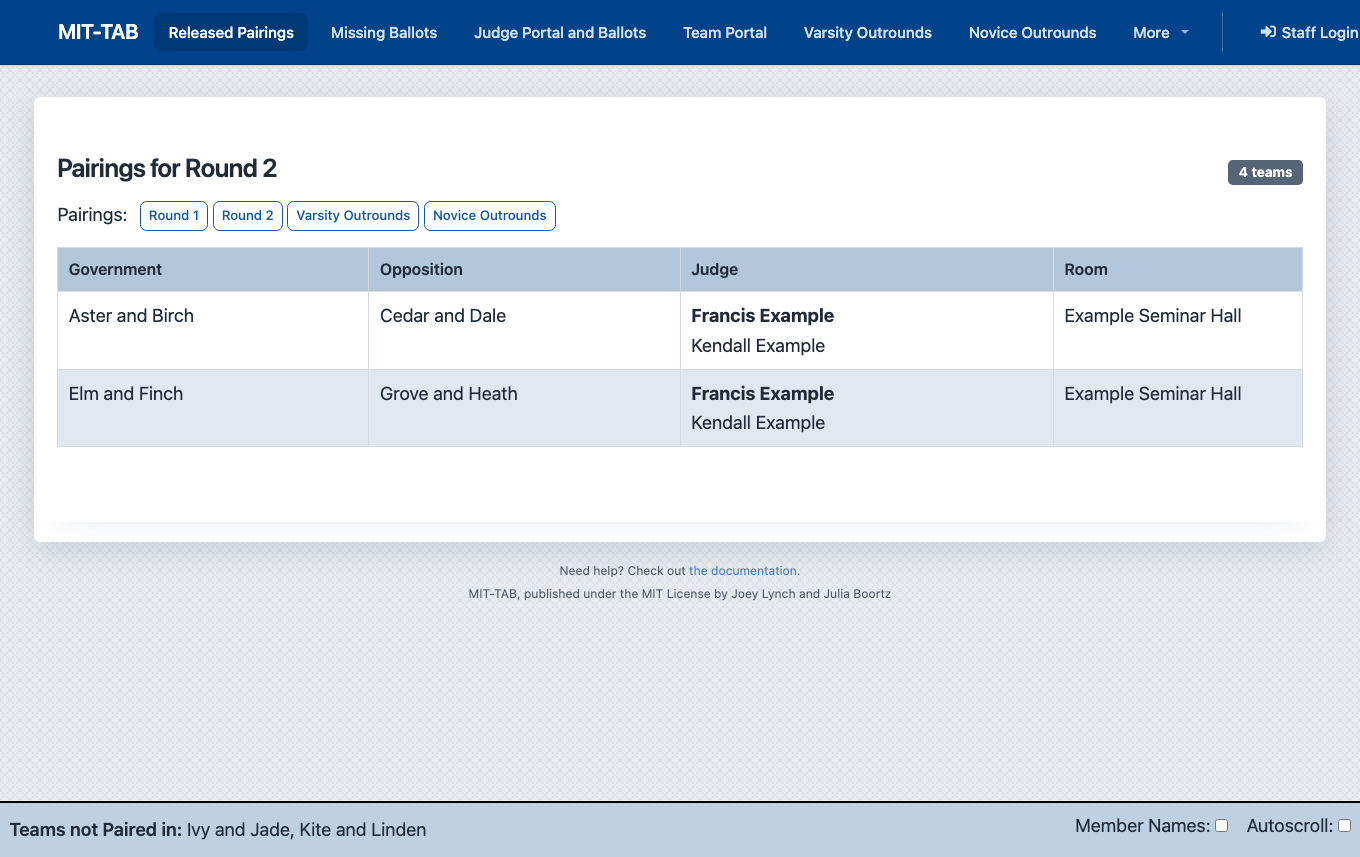 MIT-TAB Released Pairings Missing Ballots Judge Portal and Ballots Team Portal Varsity Outrounds Novice Outrounds More Staff Login
Pairings for Round 2
4 teams
Pairings: Round 1 Round 2 Varsity Outrounds Novice Outrounds
Government Opposition Judge Room
Aster and Birch Cedar and Dale Francis Example Example Seminar Hall
Kendall Example
Elm and Finch Grove and Heath Francis Example Example Seminar Hall
Kendall Example
Need help? Check out the documentation.
MIT-TAB, published under the MIT License by Joey Lynch and Julia Boortz
Teams not Paired in: Ivy and Jade, Kite and Linden Member Names: Autoscroll: